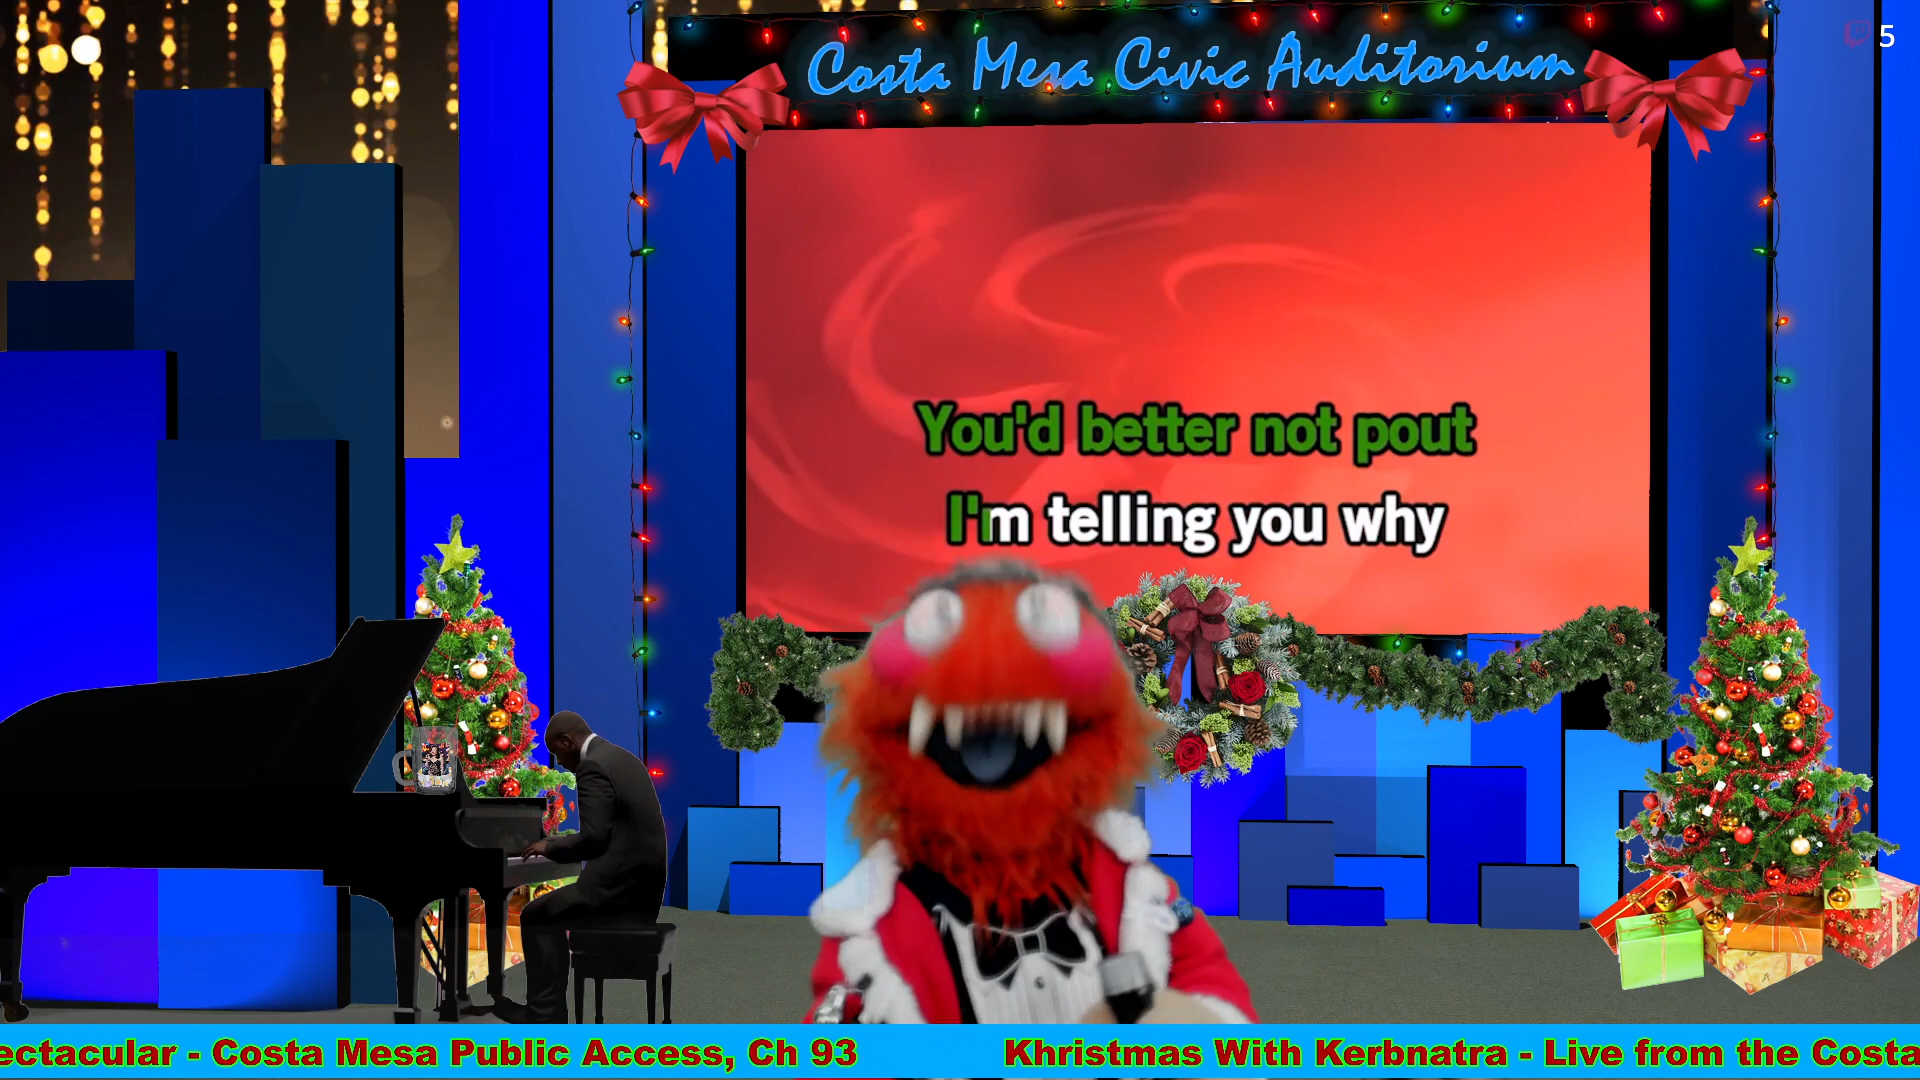 5
Costa Mesa Civic Auditorium
You'd better not pout
I'm telling you why
ectacular - Costa Mesa Public Access, Ch 93 Khristmas With Kerbnatra - Live from the Costa